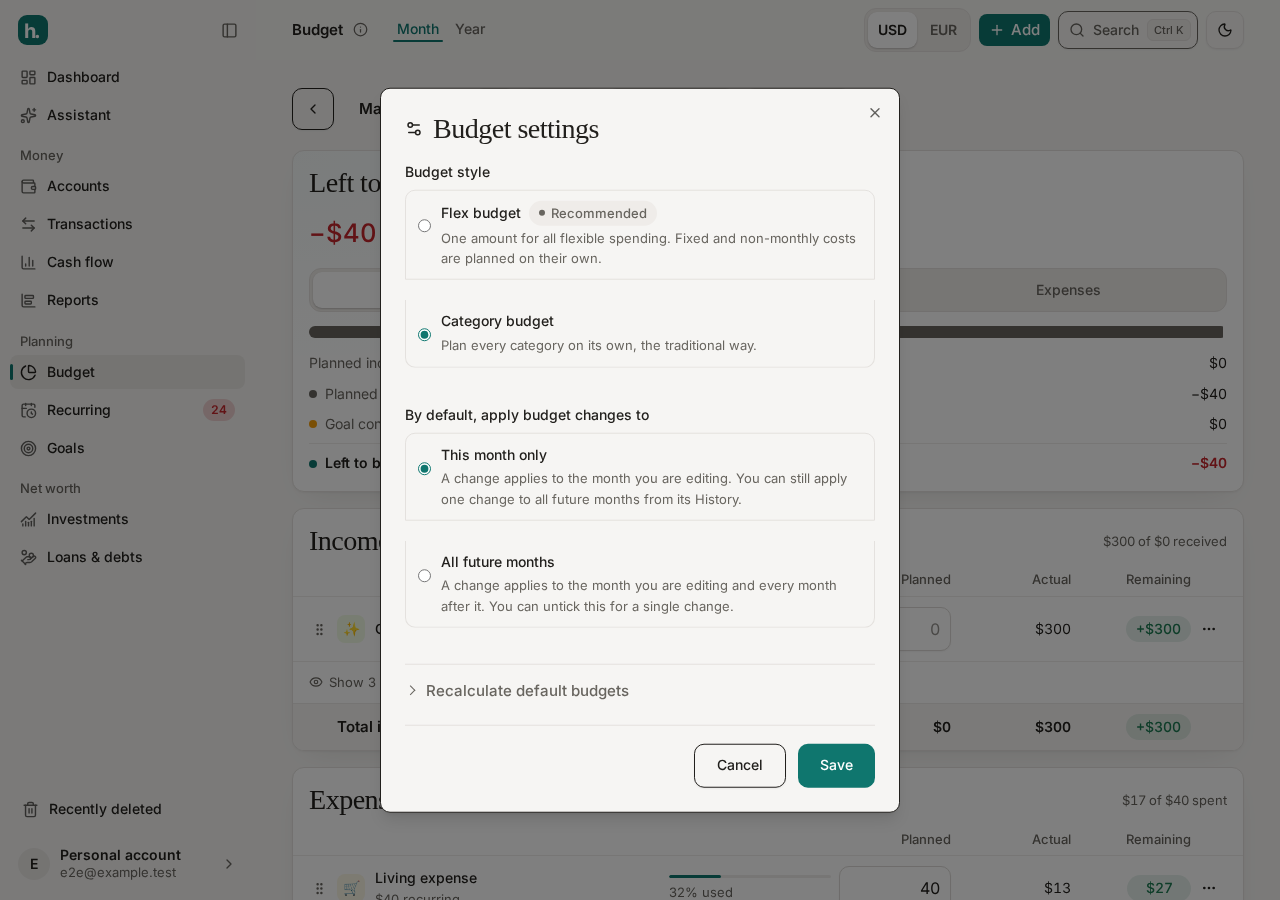 h.
Budget
Month
Year
USD
EUR
Add
Search
Ctrl K
Dashboard
Assistant
Money
Accounts
Transactions
Cash flow
Reports
Planning
Budget
Recurring
24
Goals
Net worth
Investments
Loans & debts
Recently deleted
E
Personal account
e2e@example.test
Left to
−$40
Expenses
Planned
$0
Planned
−$40
Goal
$0
Left to
−$40
$300 of $0 received
Planned
Actual
Remaining
0
$300
+$300
Show 3
Total
$0
$300
+$300
$17 of $40 spent
Planned
Actual
Remaining
Living expense
$40 recurring
32% used
40
$13
$27
Budget settings
Budget style
Flex budget
Recommended
One amount for all flexible spending. Fixed and non-monthly costs
are planned on their own.
Category budget
Plan every category on its own, the traditional way.
By default, apply budget changes to
This month only
A change applies to the month you are editing. You can still apply
one change to all future months from its History.
All future months
A change applies to the month you are editing and every month
after it. You can untick this for a single change.
Recalculate default budgets
Cancel
Save